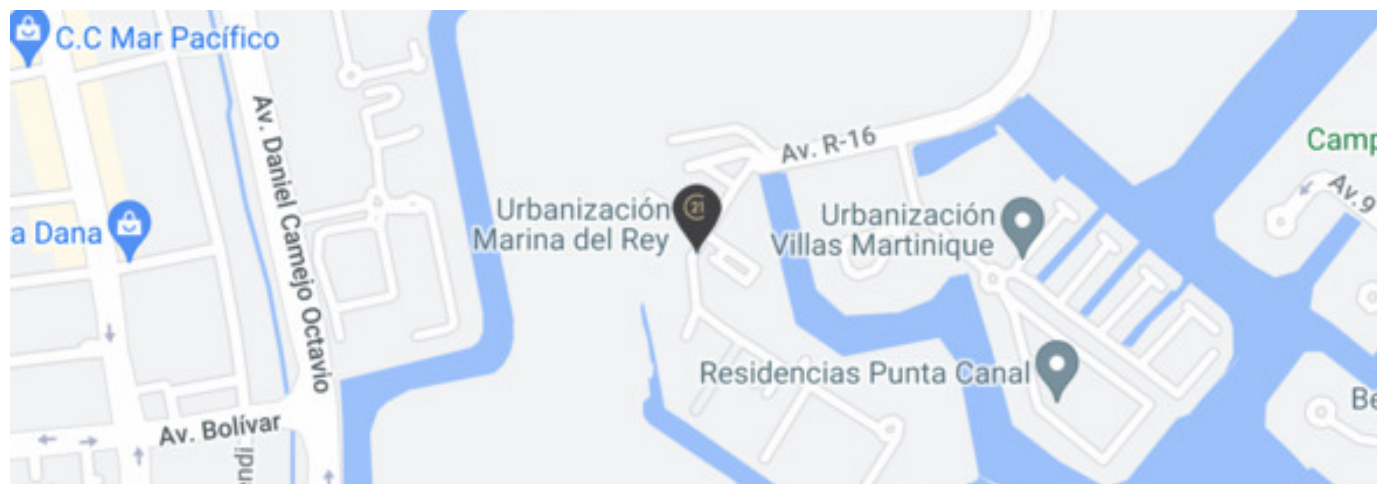 C.C Mar Pacífico
Av. Daniel Camejo Octavio
Av. R-16
Camp
Av.9
a Dana
Urbanización
Marina del Rey
21
Urbanización
Villas Martinique
Residencias Punta Canal
Be
Av. Bolívar